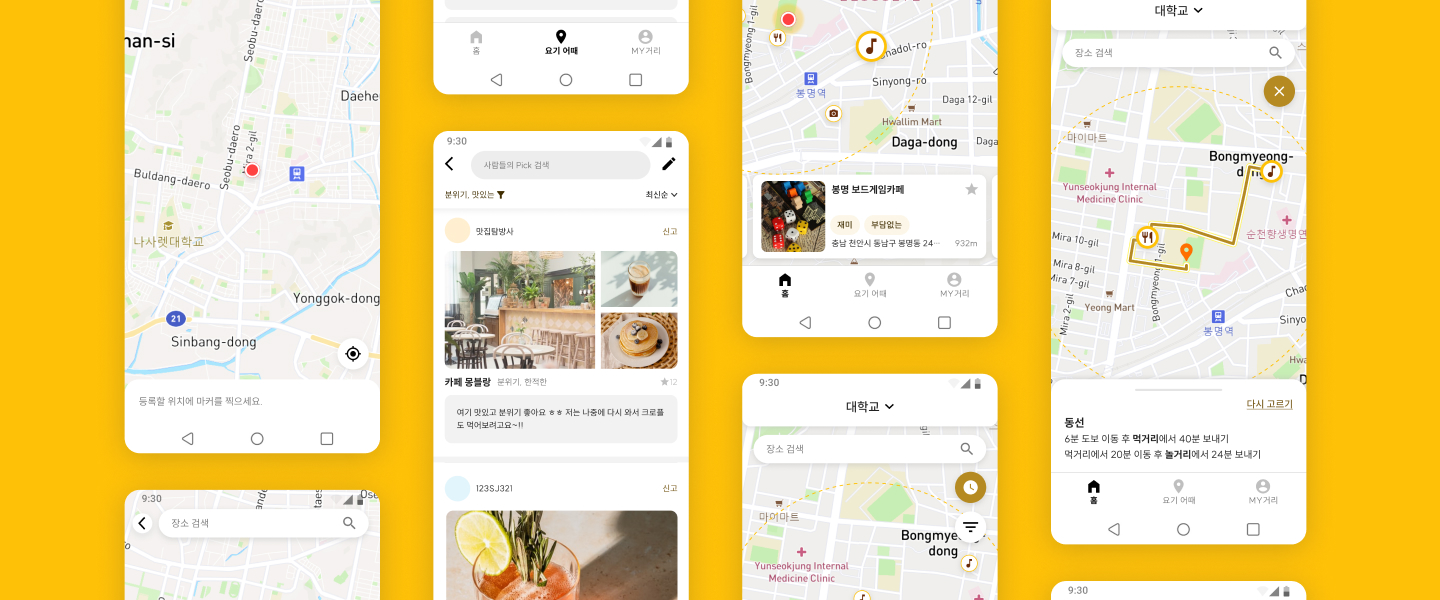 nan-si
Seobu-daero
Daehe
Mira 2-gil
Seobu-daero
Buldang-daero
나사렛대학교
Yonggok-dong
21
Sinbang-dong
등록할 위치에 마커를 찍으세요.
9:30
장소 검색
홈
요기 어때
MY거리
9:30
사람들의 Pick 검색
분위기, 맛있는
최신순
맛집탐방사
신고
카페 몽블랑
분위기, 한적한
12
여기 맛있고 분위기 좋아요 ㅎㅎ 저는 나중에 다시 와서 크로플
도 먹어보려고요~!!
123SJ321
신고
Bongmyeong 1-gil
hadol-ro
Sinyong-ro
봉명역
Daga 12-gil
Hwallim Mart
Daga-dong
Daga
봉명 보드게임카페
재미
부담없는
충남 천안시 동남구 봉명동 24…
932m
홈
요기 어때
MY거리
9:30
대학교
장소 검색
마이마트
Bongmye
dong
Yunseokjung Internal
Medicine Clinic
대학교
장소 검색
마이마트
Bongmyeong-
Yunseokjung Internal
Medicine Clinic
순천향생명연
Mira 10-gil
Mira 8-gil
Mira 7-gil
Bongmyeong 1-gil
Yeong Mart
Mira 2-gil
Chad
봉명역
Sinyo
Hwa
다시 고르기
동선
6분 도보 이동 후 먹거리에서 40분 보내기
먹거리에서 20분 이동 후 놀거리에서 24분 보내기
홈
요기 어때
MY거리
9:30